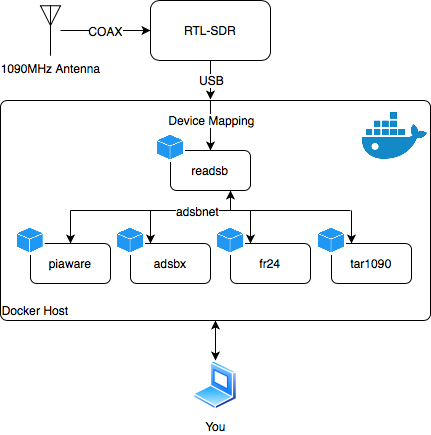 COAX
RTL-SDR
1090MHz Antenna
USB
Device Mapping
readsb
adsbnet
piaware
adsbx
fr24
tar1090
Docker Host
You